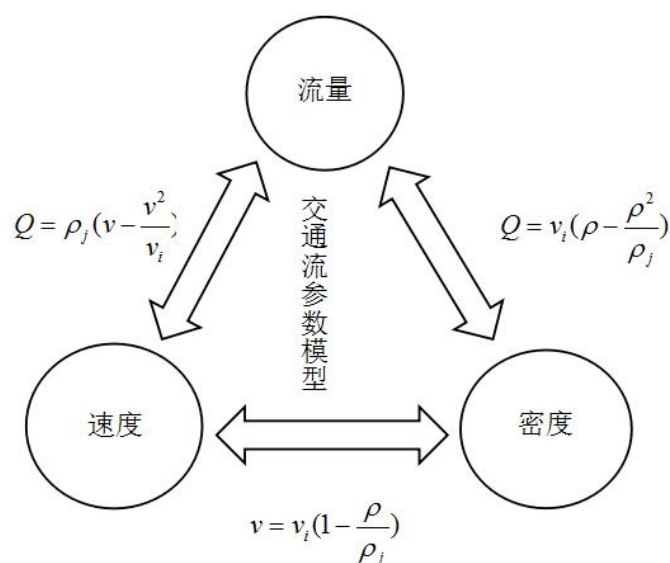 流量
Q = ρ_j(v - v²/v_i)
交通流参数模型
Q = v_i(ρ - ρ²/ρ_j)
速度
密度
v = v_i(1 - ρ/ρ_j)